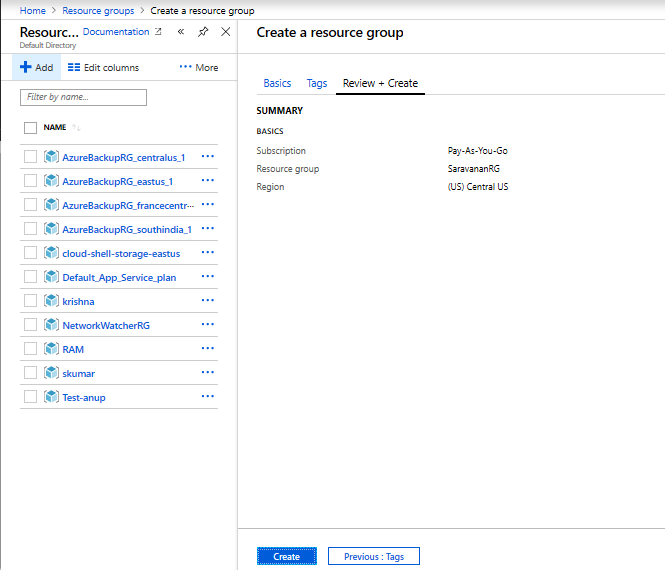 Home > Resource groups > Create a resource group
Resourc... Documentation
Default Directory
Add Edit columns ... More
Filter by name...
NAME
AzureBackupRG_centralus_1 ...
AzureBackupRG_eastus_1 ...
AzureBackupRG_francecentr... ...
AzureBackupRG_southindia_1 ...
cloud-shell-storage-eastus ...
Default_App_Service_plan ...
krishna ...
NetworkWatcherRG ...
RAM ...
skumar ...
Test-anup ...
Create a resource group
Basics Tags Review + Create
SUMMARY
BASICS
Subscription Pay-As-You-Go
Resource group SaravananRG
Region (US) Central US
Create Previous : Tags